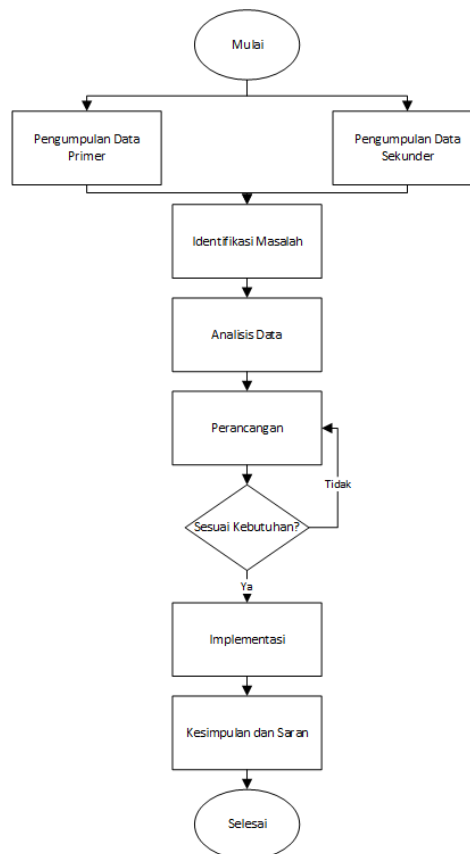 Mulai
Pengumpulan Data
Primer
Pengumpulan Data
Sekunder
Identifikasi Masalah
Analisis Data
Perancangan
Tidak
Sesuai Kebutuhan?
Ya
Implementasi
Kesimpulan dan Saran
Selesai